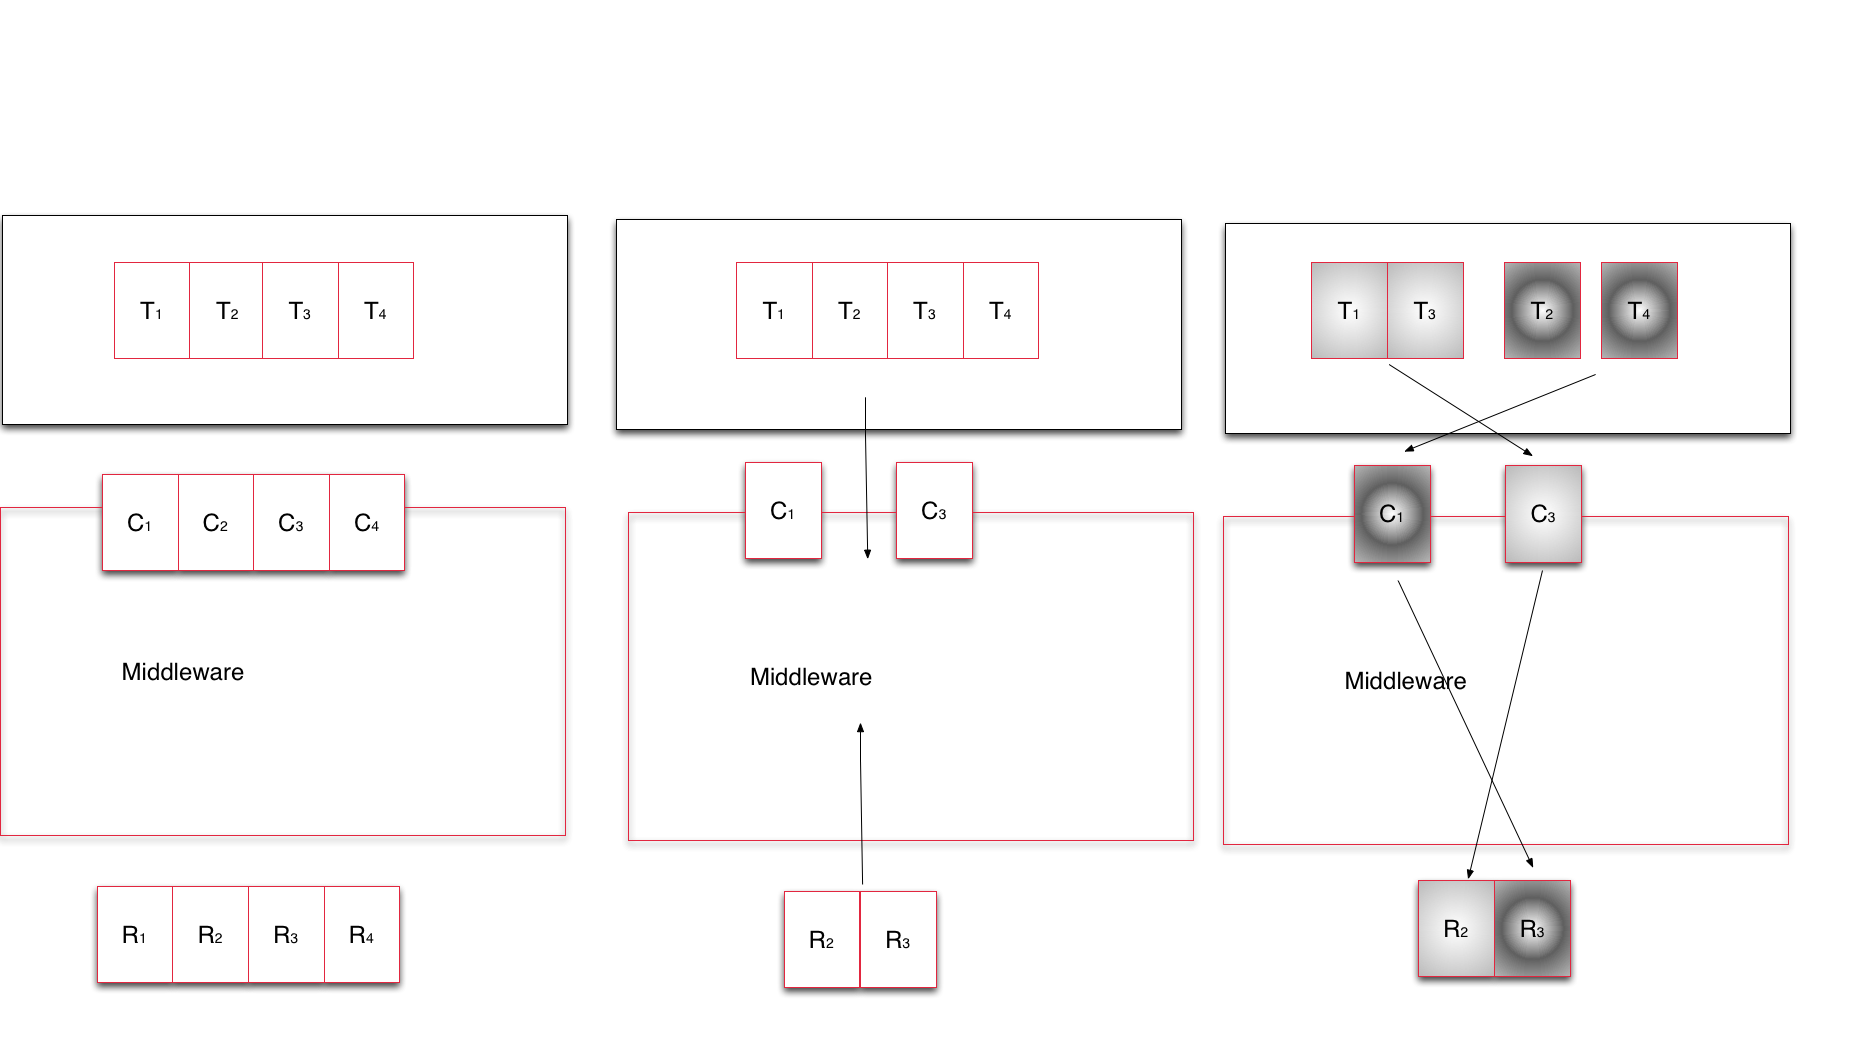 T1 T2 T3 T4
C1 C2 C3 C4
Middleware
R1 R2 R3 R4
T1 T2 T3 T4
C1 C3
Middleware
R2 R3
T1 T3 T2 T4
C1 C3
Middleware
R2 R3